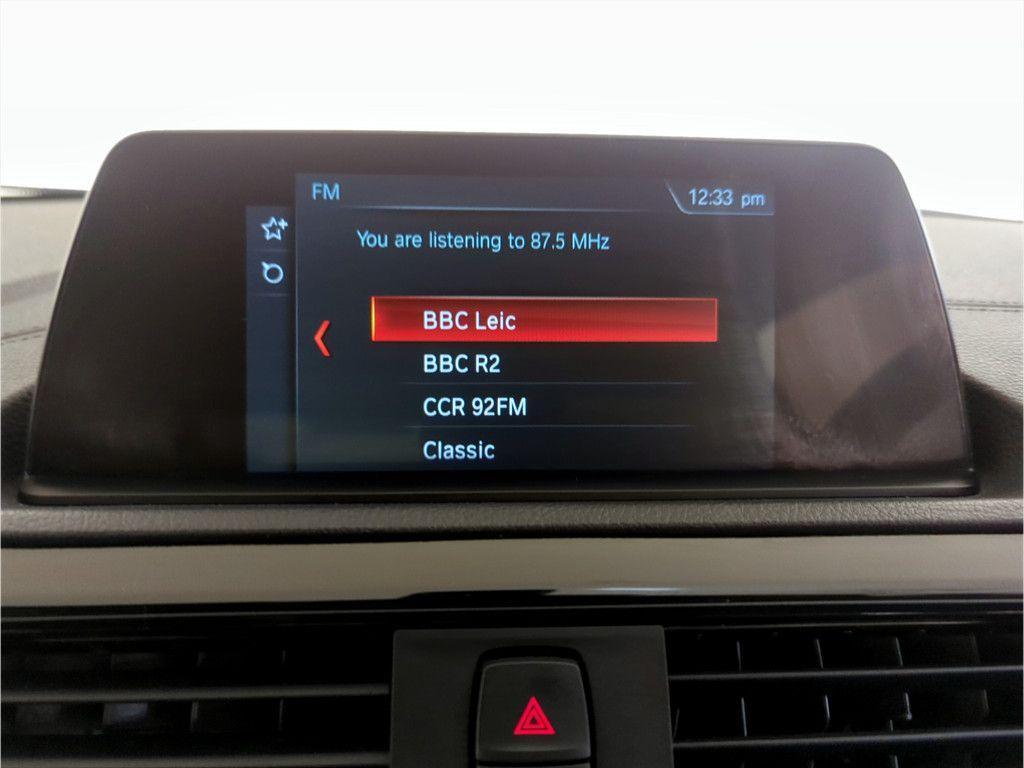 FM
12:33 pm
You are listening to 87.5 MHz
BBC Leic
BBC R2
CCR 92FM
Classic